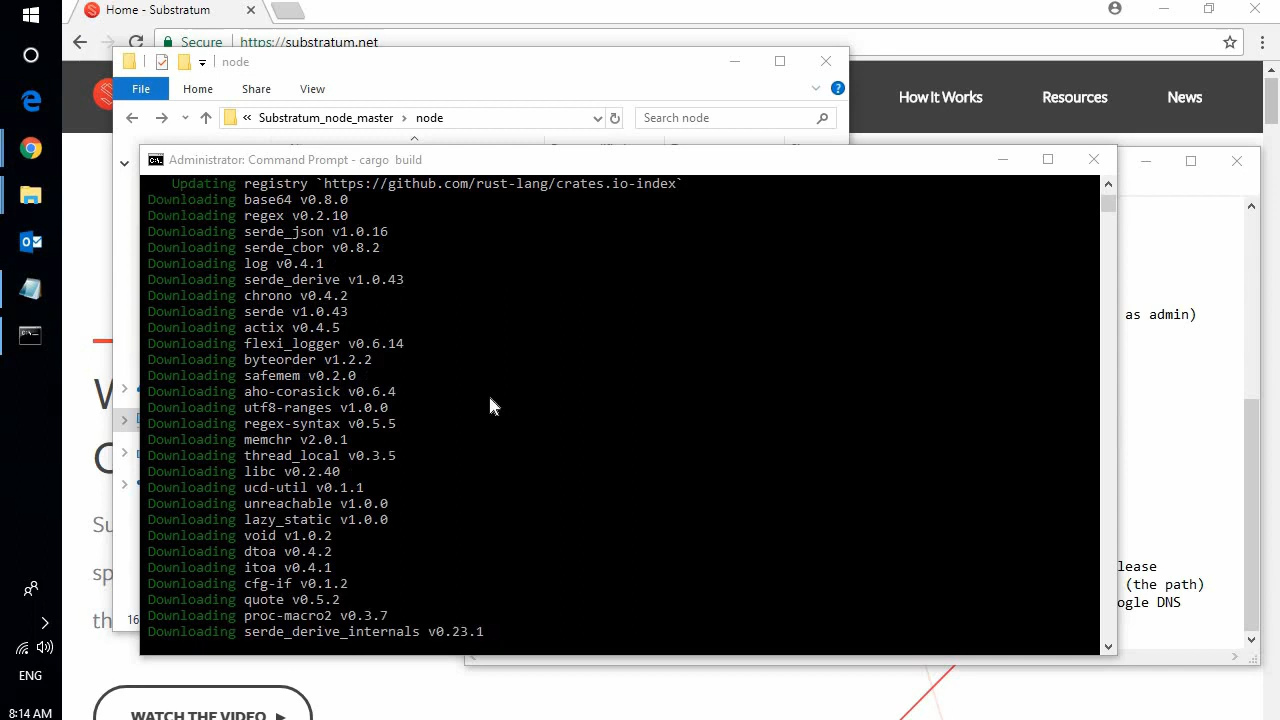 Home - Substratum
Secure
https://substratum.net
How It Works
Resources
News
node
File
Home
Share
View
« Substratum_node_master > node
Search node
Administrator: Command Prompt - cargo build
Updating registry `https://github.com/rust-lang/crates.io-index`
Downloading base64 v0.8.0
Downloading regex v0.2.10
Downloading serde_json v1.0.16
Downloading serde_cbor v0.8.2
Downloading log v0.4.1
Downloading serde_derive v1.0.43
Downloading chrono v0.4.2
Downloading serde v1.0.43
Downloading actix v0.4.5
Downloading flexi_logger v0.6.14
Downloading byteorder v1.2.2
Downloading safemem v0.2.0
Downloading aho-corasick v0.6.4
Downloading utf8-ranges v1.0.0
Downloading regex-syntax v0.5.5
Downloading memchr v2.0.1
Downloading thread_local v0.3.5
Downloading libc v0.2.40
Downloading ucd-util v0.1.1
Downloading unreachable v1.0.0
Downloading lazy_static v1.0.0
Downloading void v1.0.2
Downloading dtoa v0.4.2
Downloading itoa v0.4.1
Downloading cfg-if v0.1.2
Downloading quote v0.5.2
Downloading proc-macro2 v0.3.7
Downloading serde_derive_internals v0.23.1
as admin)
lease
(the path)
ogle DNS
W
Su
sp
th
16
WATCH THE VIDEO
ENG
8:14 AM